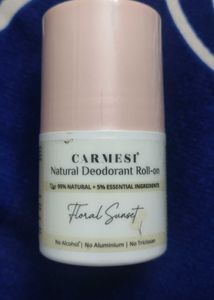 CARMESI
Natural Deodorant Roll-on
95% NATURAL + 5% ESSENTIAL INGREDIENTS
Floral Sunset
No Alcohol* | No Aluminium | No Triclosan